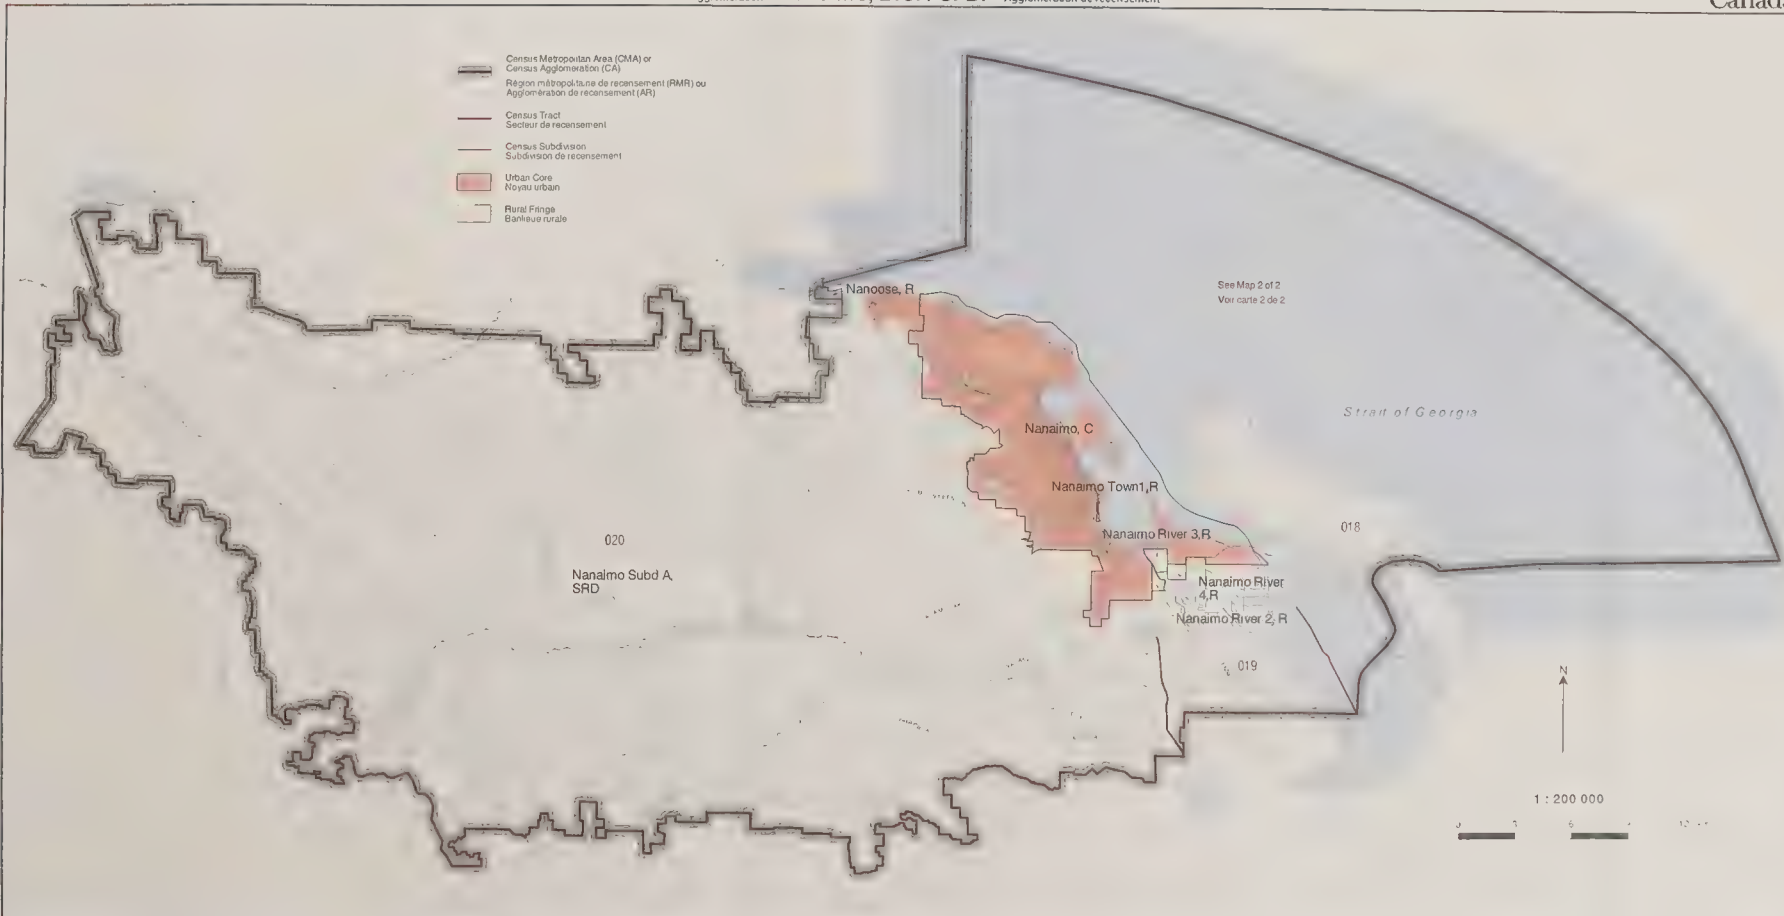 Canada
Census Metropolitan Area (CMA) or
Census Agglomeration (CA)
Région métropolitaine de recensement (RMR) ou
Agglomération de recensement (AR)
Census Tract
Secteur de recensement
Census Subdivision
Subdivision de recensement
Urban Core
Noyau urbain
Rural Fringe
Banlieue rurale
Nanoose, R
See Map 2 of 2
Voir carte 2 de 2
Strait of Georgia
Nanaimo, C
Nanaimo Town1,R
018
Nanaimo River 3,R
020
Nanaimo Subd A,
SRD
Nanaimo River
4,R
Nanaimo River 2, R
019
N
1 : 200 000